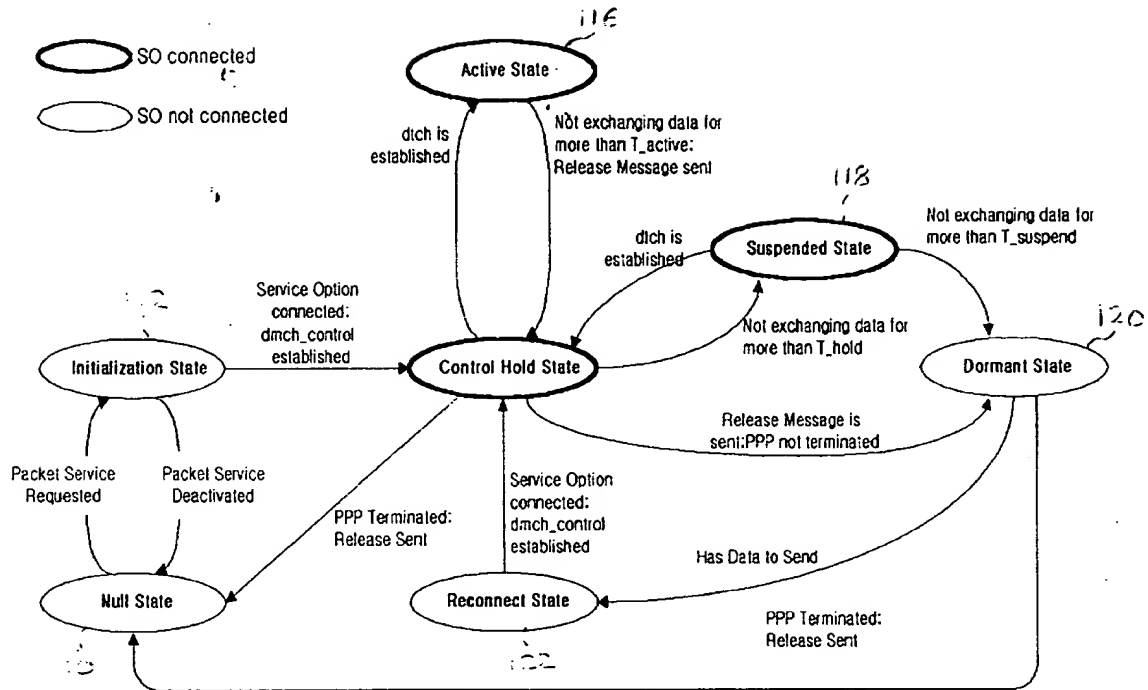 116
SO connected
Active State
SO not connected
dtch is
established
Not exchanging data for
more than T_active:
Release Message sent
118
dtch is
established
Suspended State
Not exchanging data for
more than T_suspend
Service Option
connected:
dmch_control
established
Not exchanging data for
more than T_hold
120
Initialization State
Control Hold State
Dormant State
Release Message is
sent:PPP not terminated
Packet Service
Requested
Packet Service
Deactivated
Service Option
connected:
dmch_control
established
PPP Terminated:
Release Sent
Has Data to Send
Null State
Reconnect State
PPP Terminated:
Release Sent
122